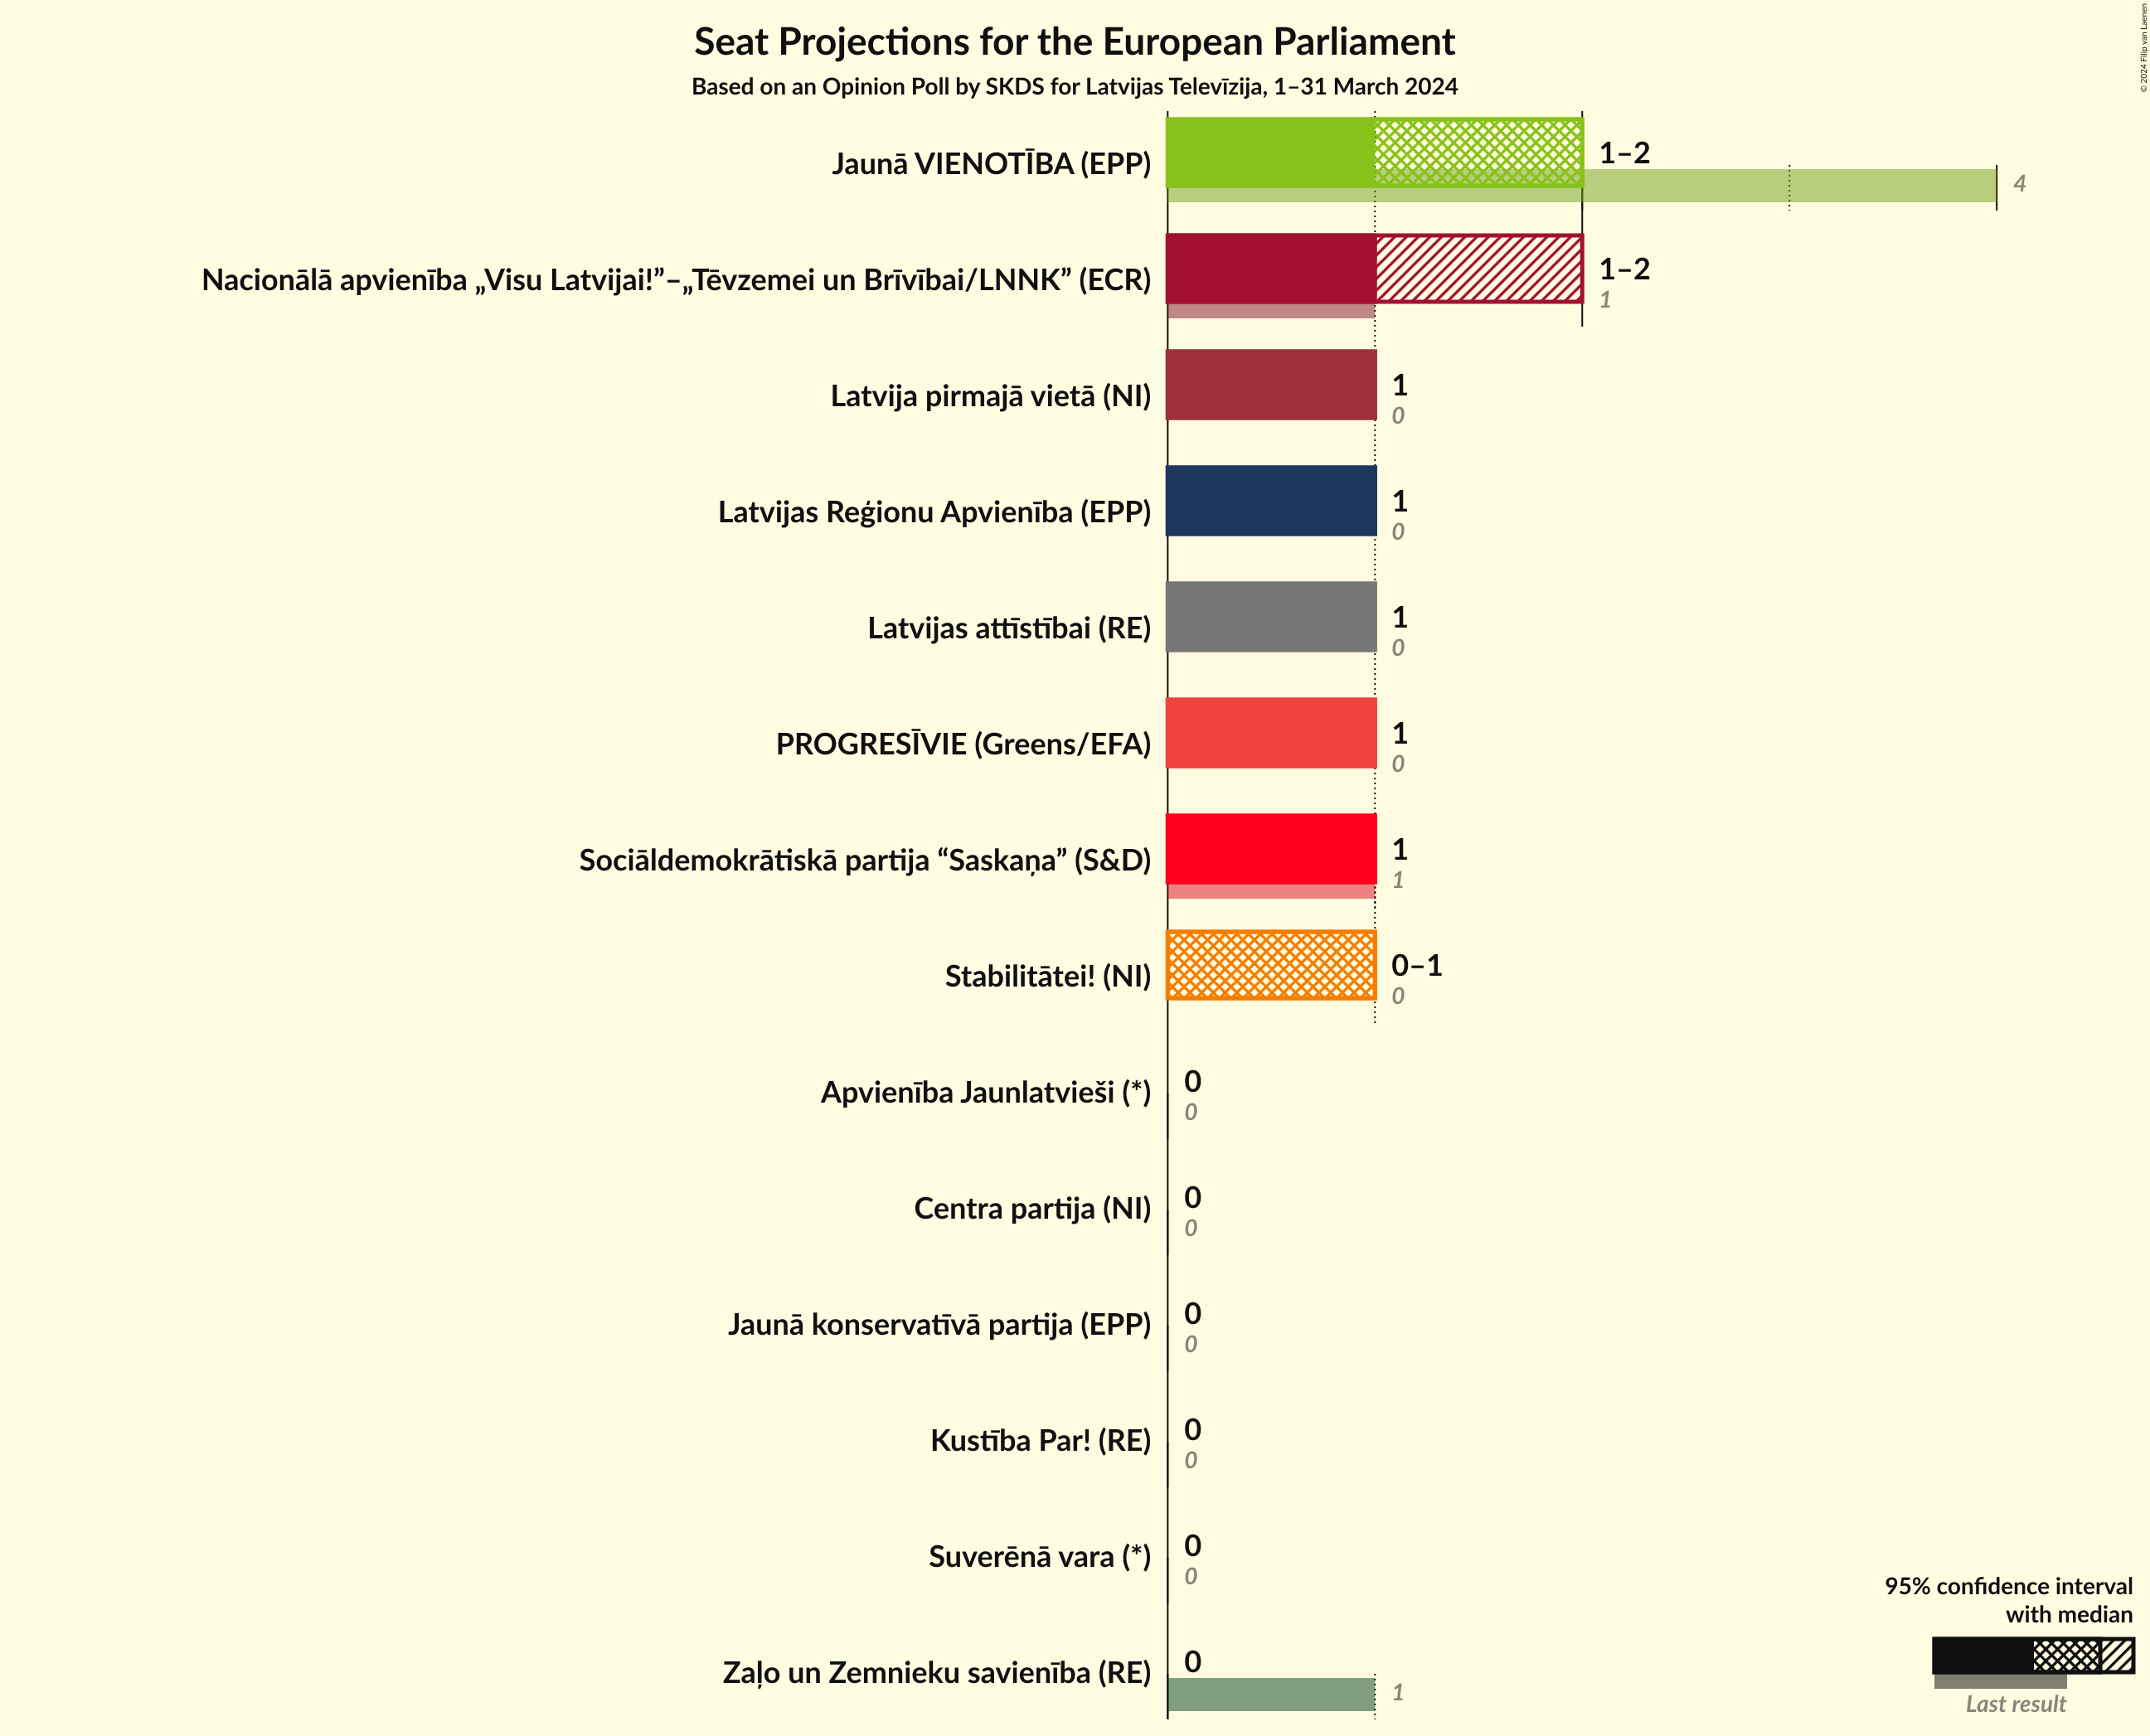 Seat Projections for the European Parliament
Based on an Opinion Poll by SKDS for Latvijas Televīzija, 1–31 March 2024
© 2024 Filip van Laenen
Jaunā VIENOTĪBA (EPP)
1–2
4
Nacionālā apvienība „Visu Latvijai!”–„Tēvzemei un Brīvībai/LNNK” (ECR)
1–2
1
Latvija pirmajā vietā (NI)
1
0
Latvijas Reģionu Apvienība (EPP)
1
0
Latvijas attīstībai (RE)
1
0
PROGRESĪVIE (Greens/EFA)
1
0
Sociāldemokrātiskā partija “Saskaņa” (S&D)
1
1
Stabilitātei! (NI)
0–1
0
Apvienība Jaunlatvieši (*)
0
0
Centra partija (NI)
0
0
Jaunā konservatīvā partija (EPP)
0
0
Kustība Par! (RE)
0
0
Suverēnā vara (*)
0
0
Zaļo un Zemnieku savienība (RE)
0
1
95% confidence interval
with median
Last result